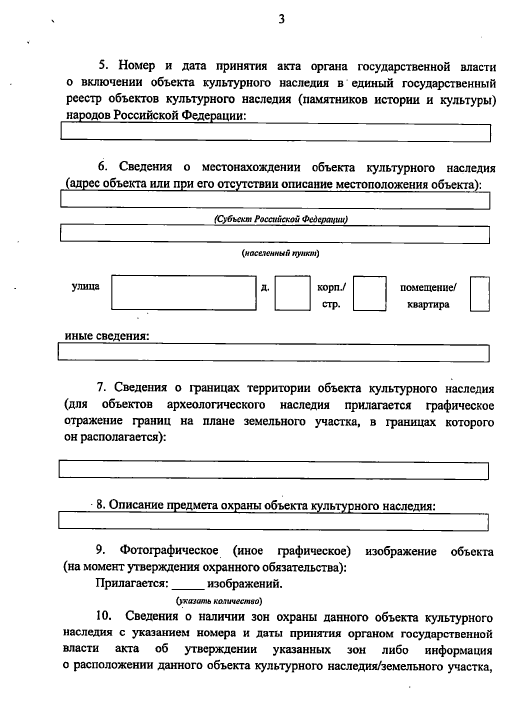 3
5. Номер и дата принятия акта органа государственной власти
о включении объекта культурного наследия в единый государственный
реестр объектов культурного наследия (памятников истории и культуры)
народов Российской Федерации:
6. Сведения о местонахождении объекта культурного наследия
(адрес объекта или при его отсутствии описание местоположения объекта):
(Субъект Российской Федерации)
(населенный пункт)
улица д. корп./ помещение/
стр. квартира
иные сведения:
7. Сведения о границах территории объекта культурного наследия
(для объектов археологического наследия прилагается графическое
отражение границ на плане земельного участка, в границах которого
он располагается):
8. Описание предмета охраны объекта культурного наследия:
9. Фотографическое (иное графическое) изображение объекта
(на момент утверждения охранного обязательства):
Прилагается: _____ изображений.
(указать количество)
10. Сведения о наличии зон охраны данного объекта культурного
наследия с указанием номера и даты принятия органом государственной
власти акта об утверждении указанных зон либо информация
о расположении данного объекта культурного наследия/земельного участка,